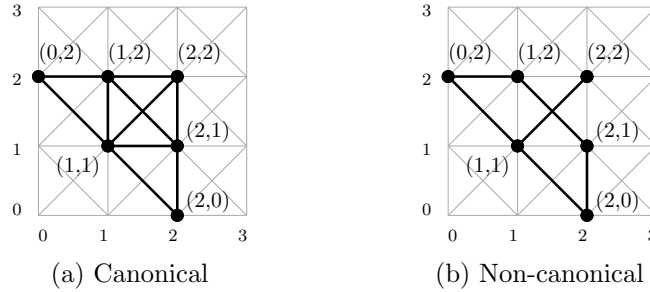 3
(0,2) (1,2) (2,2)
2
(2,1)
1
(1,1)
(2,0)
0
0 1 2 3
(a) Canonical
3
(0,2) (1,2) (2,2)
2
(2,1)
1
(1,1)
(2,0)
0
0 1 2 3
(b) Non-canonical